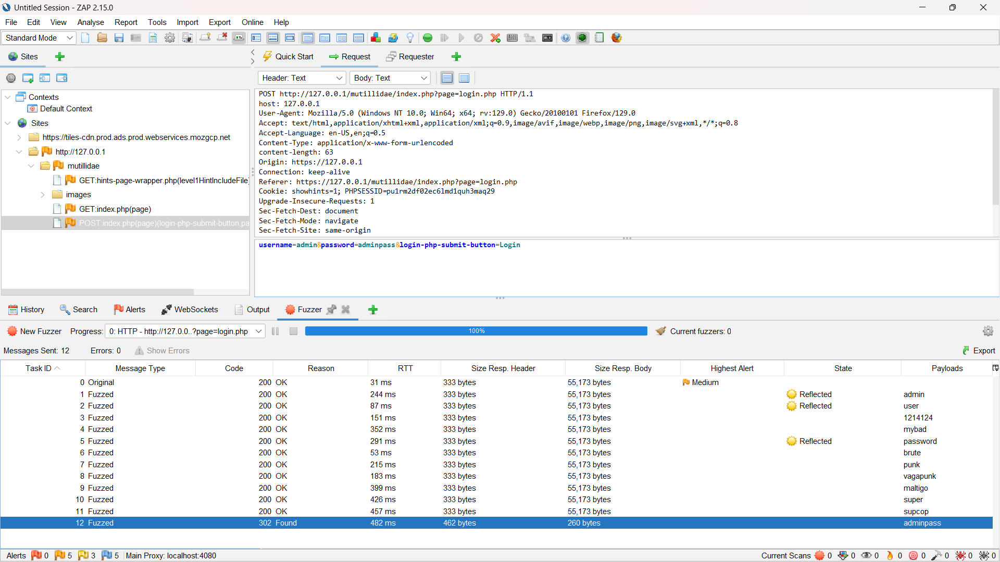 Untitled Session - ZAP 2.15.0
File Edit View Analyse Report Tools Import Export Online Help
Standard Mode
Sites
Quick Start Request Requester
Header: Text Body: Text
Contexts
Default Context
Sites
https://tiles-cdn.prod.ads.prod.webservices.mozgcp.net
http://127.0.0.1
mutillidae
GET:hints-page-wrapper.php(level1HintIncludeFile
images
GET:index.php(page)
POST:index.php(page)(login-php-submit-button,pa
POST http://127.0.0.1/mutillidae/index.php?page=login.php HTTP/1.1
host: 127.0.0.1
User-Agent: Mozilla/5.0 (Windows NT 10.0; Win64; x64; rv:129.0) Gecko/20100101 Firefox/129.0
Accept: text/html,application/xhtml+xml,application/xml;q=0.9,image/avif,image/webp,image/png,image/svg+xml,*/*;q=0.8
Accept-Language: en-US,en;q=0.5
Content-Type: application/x-www-form-urlencoded
content-length: 63
Origin: https://127.0.0.1
Connection: keep-alive
Referer: https://127.0.0.1/mutillidae/index.php?page=login.php
Cookie: showhints=1; PHPSESSID=pu1rm2df02ec6lmd1quh3maq29
Upgrade-Insecure-Requests: 1
Sec-Fetch-Dest: document
Sec-Fetch-Mode: navigate
Sec-Fetch-Site: same-origin
username=admin&password=adminpass&login-php-submit-button=Login
History Search Alerts WebSockets Output Fuzzer
New Fuzzer Progress: 0: HTTP - http://127.0.0..?page=login.php 100% Current fuzzers: 0
Messages Sent: 12 Errors: 0 Show Errors Export
Task ID Message Type Code Reason RTT Size Resp. Header Size Resp. Body Highest Alert State Payloads
0 Original 200 OK 31 ms 333 bytes 55,173 bytes Medium
1 Fuzzed 200 OK 244 ms 333 bytes 55,173 bytes Reflected admin
2 Fuzzed 200 OK 87 ms 333 bytes 55,173 bytes Reflected user
3 Fuzzed 200 OK 151 ms 333 bytes 55,173 bytes 1214124
4 Fuzzed 200 OK 352 ms 333 bytes 55,173 bytes mybad
5 Fuzzed 200 OK 291 ms 333 bytes 55,173 bytes Reflected password
6 Fuzzed 200 OK 53 ms 333 bytes 55,173 bytes brute
7 Fuzzed 200 OK 215 ms 333 bytes 55,173 bytes punk
8 Fuzzed 200 OK 183 ms 333 bytes 55,173 bytes vagapunk
9 Fuzzed 200 OK 399 ms 333 bytes 55,173 bytes maltigo
10 Fuzzed 200 OK 426 ms 333 bytes 55,173 bytes super
11 Fuzzed 200 OK 457 ms 333 bytes 55,173 bytes supcop
12 Fuzzed 302 Found 482 ms 462 bytes 260 bytes adminpass
Alerts 0 5 3 5 Main Proxy: localhost:4080 Current Scans 0 0 0 0 0 0 0 0